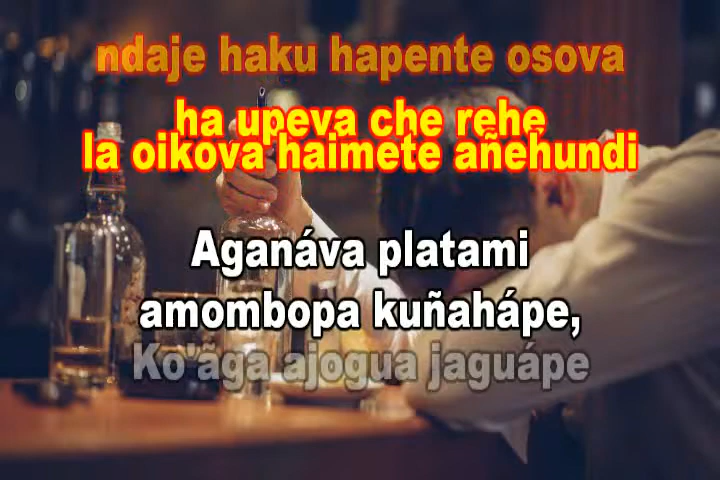 ndaje haku hapente osova
ha upeva che rehe
la oikova haimete añehundi
Aganáva platami
amombopa kuñahápe,
Ko'ãga ajogua jaguápe